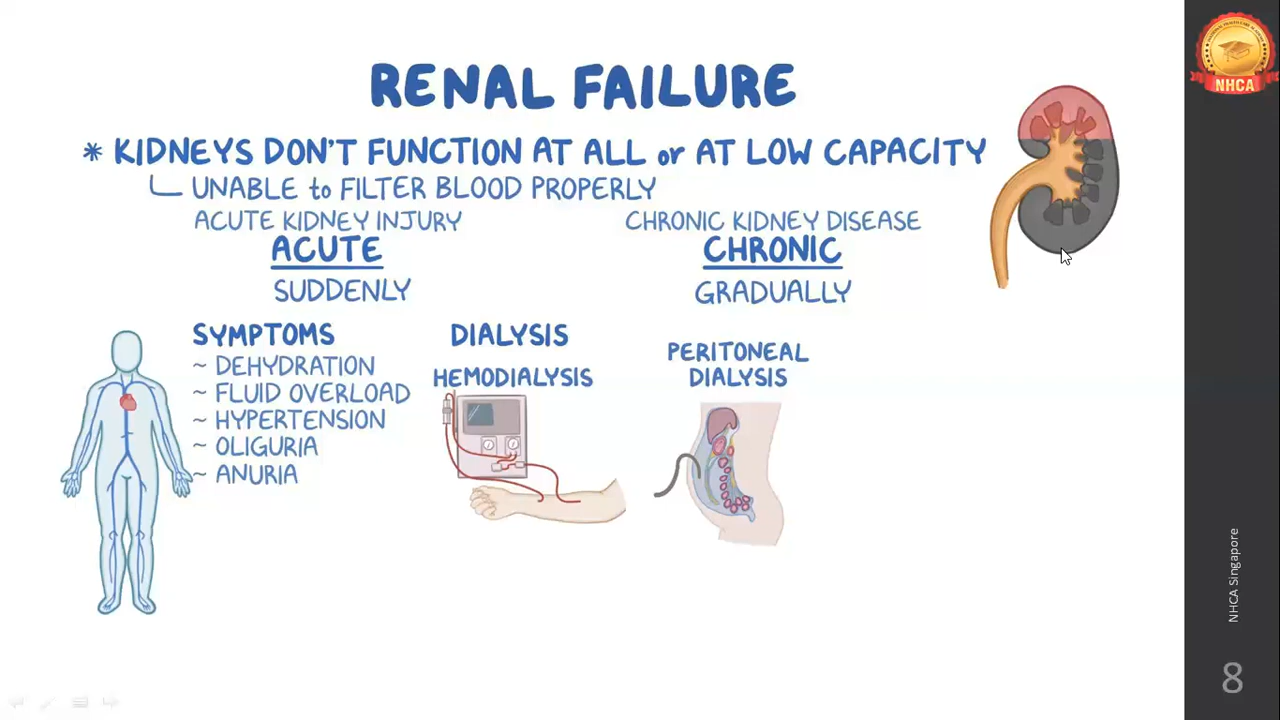 RENAL FAILURE
* KIDNEYS DON'T FUNCTION AT ALL or AT LOW CAPACITY
UNABLE to FILTER BLOOD PROPERLY
ACUTE KIDNEY INJURY
ACUTE
SUDDENLY
CHRONIC KIDNEY DISEASE
CHRONIC
GRADUALLY
SYMPTOMS
~ DEHYDRATION
~ FLUID OVERLOAD
~ HYPERTENSION
~ OLIGURIA
~ ANURIA
DIALYSIS
HEMODIALYSIS
PERITONEAL
DIALYSIS
NHCA
NHCA Singapore
8